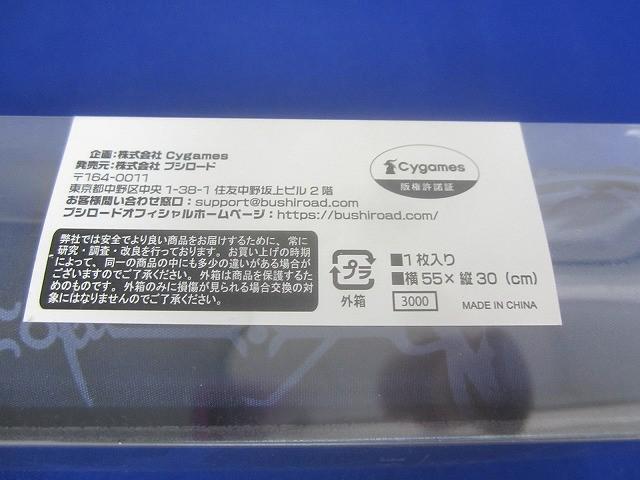 企画:株式会社 Cygames
発売元:株式会社 ブシロード
〒164-0011
東京都中野区中央 1-38-1 住友中野坂上ビル 2 階
お客様問い合わせ窓口:support@bushiroad.com
ブシロードオフィシャルホームページ:https://bushiroad.com/
Cygames
版権許諾証
弊社では安全でより良い商品をお届けするために、常に
研究・調査・改良を行っております。お買い上げの時期
によって、同一の商品の中にも多少の違いがある場合が
ございますのでご了承ください。外箱は商品を保護するた
めのものです。外箱のみに損傷が見られる場合交換の対
象にはなりませんのでご了承ください。
プラ
外箱
■1枚入り
■横 55× 縦 30(cm)
3000
MADE IN CHINA